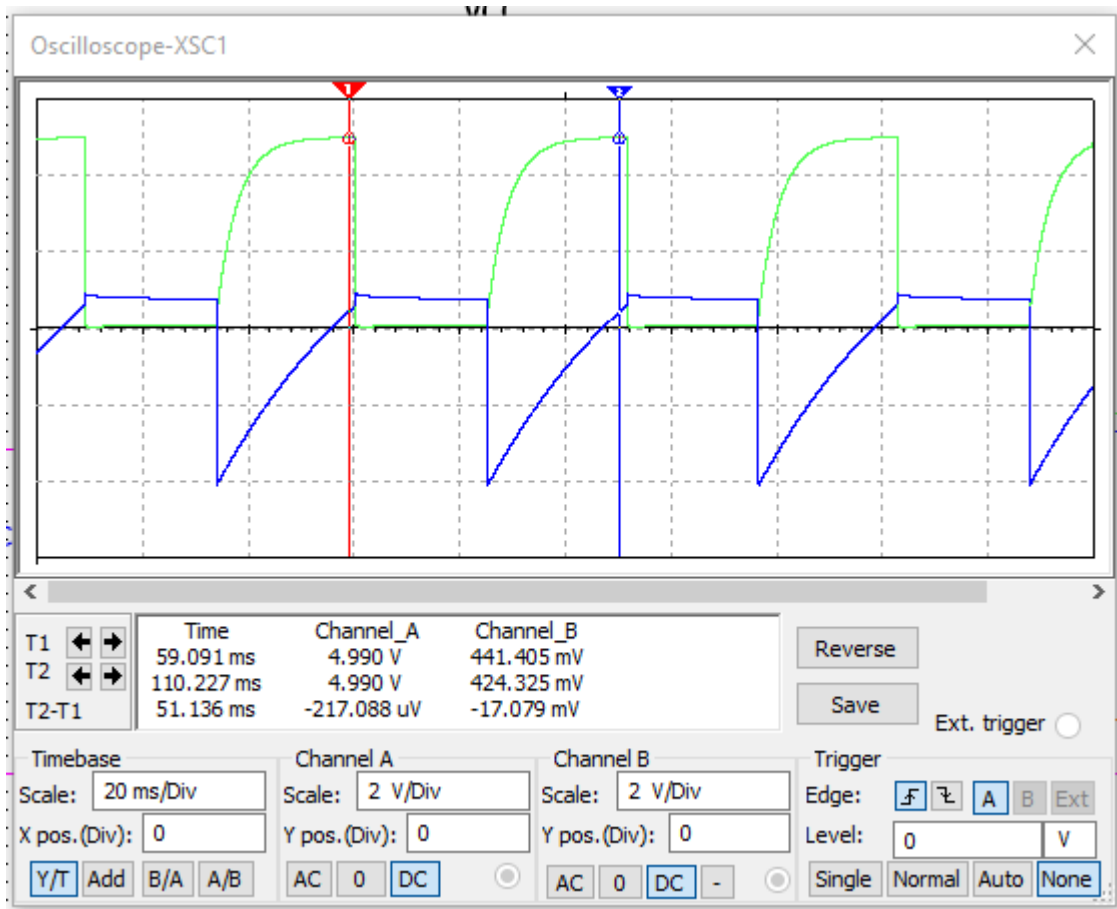 Oscilloscope-XSC1
1 2
Time Channel_A Channel_B
T1 59.091 ms 4.990 V 441.405 mV
T2 110.227 ms 4.990 V 424.325 mV
T2-T1 51.136 ms -217.088 uV -17.079 mV
Reverse
Save
Ext. trigger
Timebase
Scale: 20 ms/Div
X pos.(Div): 0
Y/T Add B/A A/B
Channel A
Scale: 2 V/Div
Y pos.(Div): 0
AC 0 DC
Channel B
Scale: 2 V/Div
Y pos.(Div): 0
AC 0 DC -
Trigger
Edge: A B Ext
Level: 0 V
Single Normal Auto None